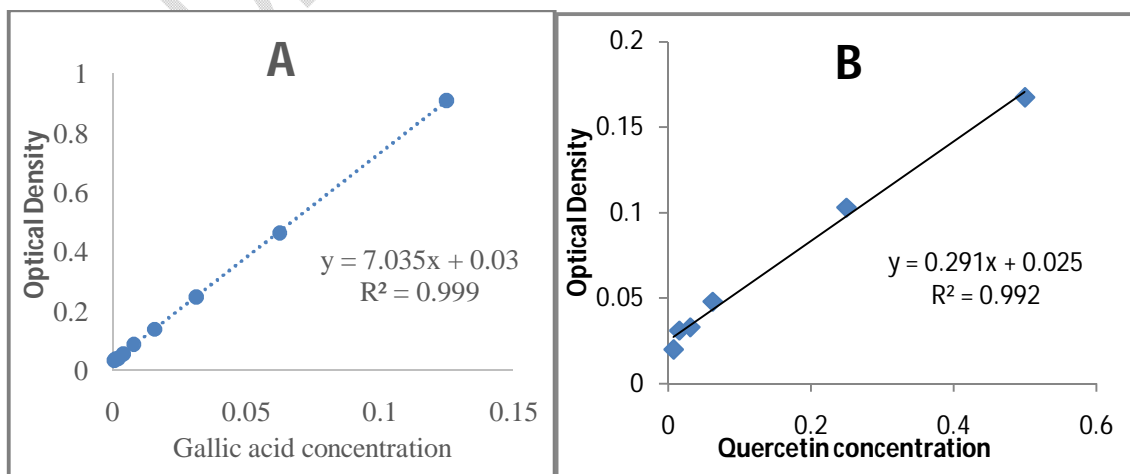 A
Optical Density
1
0.8
0.6
0.4
0.2
0
y = 7.035x + 0.03
R² = 0.999
0 0.05 0.1 0.15
Gallic acid concentration
B
Optical Density
0.2
0.15
0.1
0.05
0
y = 0.291x + 0.025
R² = 0.992
0 0.2 0.4 0.6
Quercetin concentration